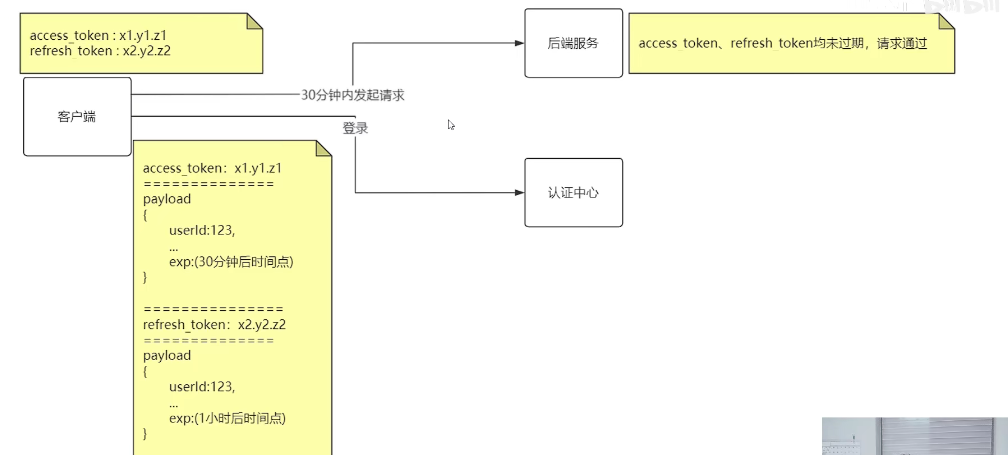 access_token : x1.y1.z1
refresh_token : x2.y2.z2
客户端
30分钟内发起请求
登录
后端服务
access token、refresh token均未过期，请求通过
认证中心
access_token：x1.y1.z1
==============
payload
{
userId:123,
...
exp:(30分钟后时间点)
}
===============
refresh_token：x2.y2.z2
==============
payload
{
userId:123,
...
exp:(1小时后时间点)
}